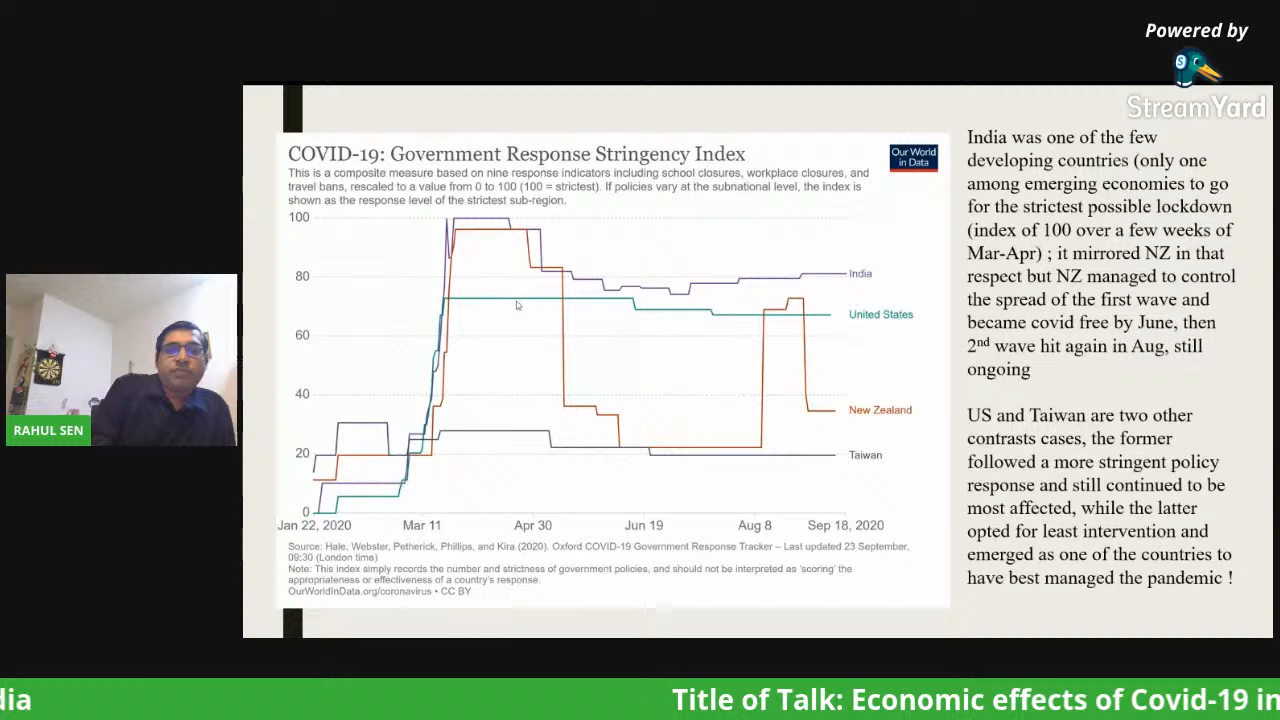 Powered by
StreamYard
COVID-19: Government Response Stringency Index
This is a composite measure based on nine response indicators including school closures, workplace closures, and
travel bans, rescaled to a value from 0 to 100 (100 = strictest). If policies vary at the subnational level, the index is
shown as the response level of the strictest sub-region.
Our World
in Data
100
80
60
40
20
0
India
United States
New Zealand
Taiwan
Jan 22, 2020
Mar 11
Apr 30
Jun 19
Aug 8
Sep 18, 2020
Source: Hale, Webster, Petherick, Phillips, and Kira (2020). Oxford COVID-19 Government Response Tracker – Last updated 23 September,
09:30 (London time)
Note: This index simply records the number and strictness of government policies, and should not be interpreted as ‘scoring’ the
appropriateness or effectiveness of a country's response.
OurWorldInData.org/coronavirus • CC BY
India was one of the few
developing countries (only one
among emerging economies to go
for the strictest possible lockdown
(index of 100 over a few weeks of
Mar-Apr) ; it mirrored NZ in that
respect but NZ managed to control
the spread of the first wave and
became covid free by June, then
2nd wave hit again in Aug, still
ongoing
US and Taiwan are two other
contrasts cases, the former
followed a more stringent policy
response and still continued to be
most affected, while the latter
opted for least intervention and
emerged as one of the countries to
have best managed the pandemic !
RAHUL SEN
dia
Title of Talk: Economic effects of Covid-19 in